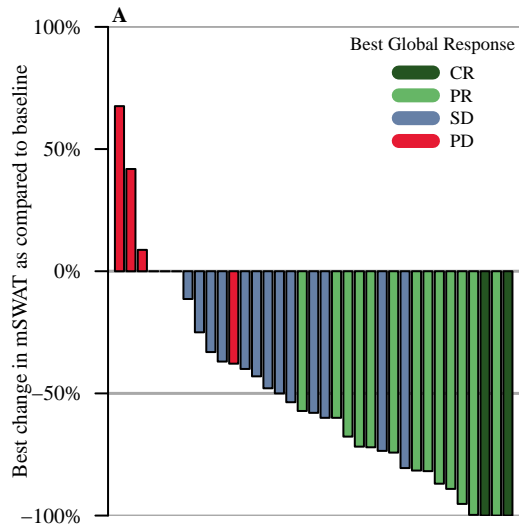 A
100%
Best Global Response
CR
PR
SD
PD
50%
0%
−50%
−100%
Best change in mSWAT as compared to baseline